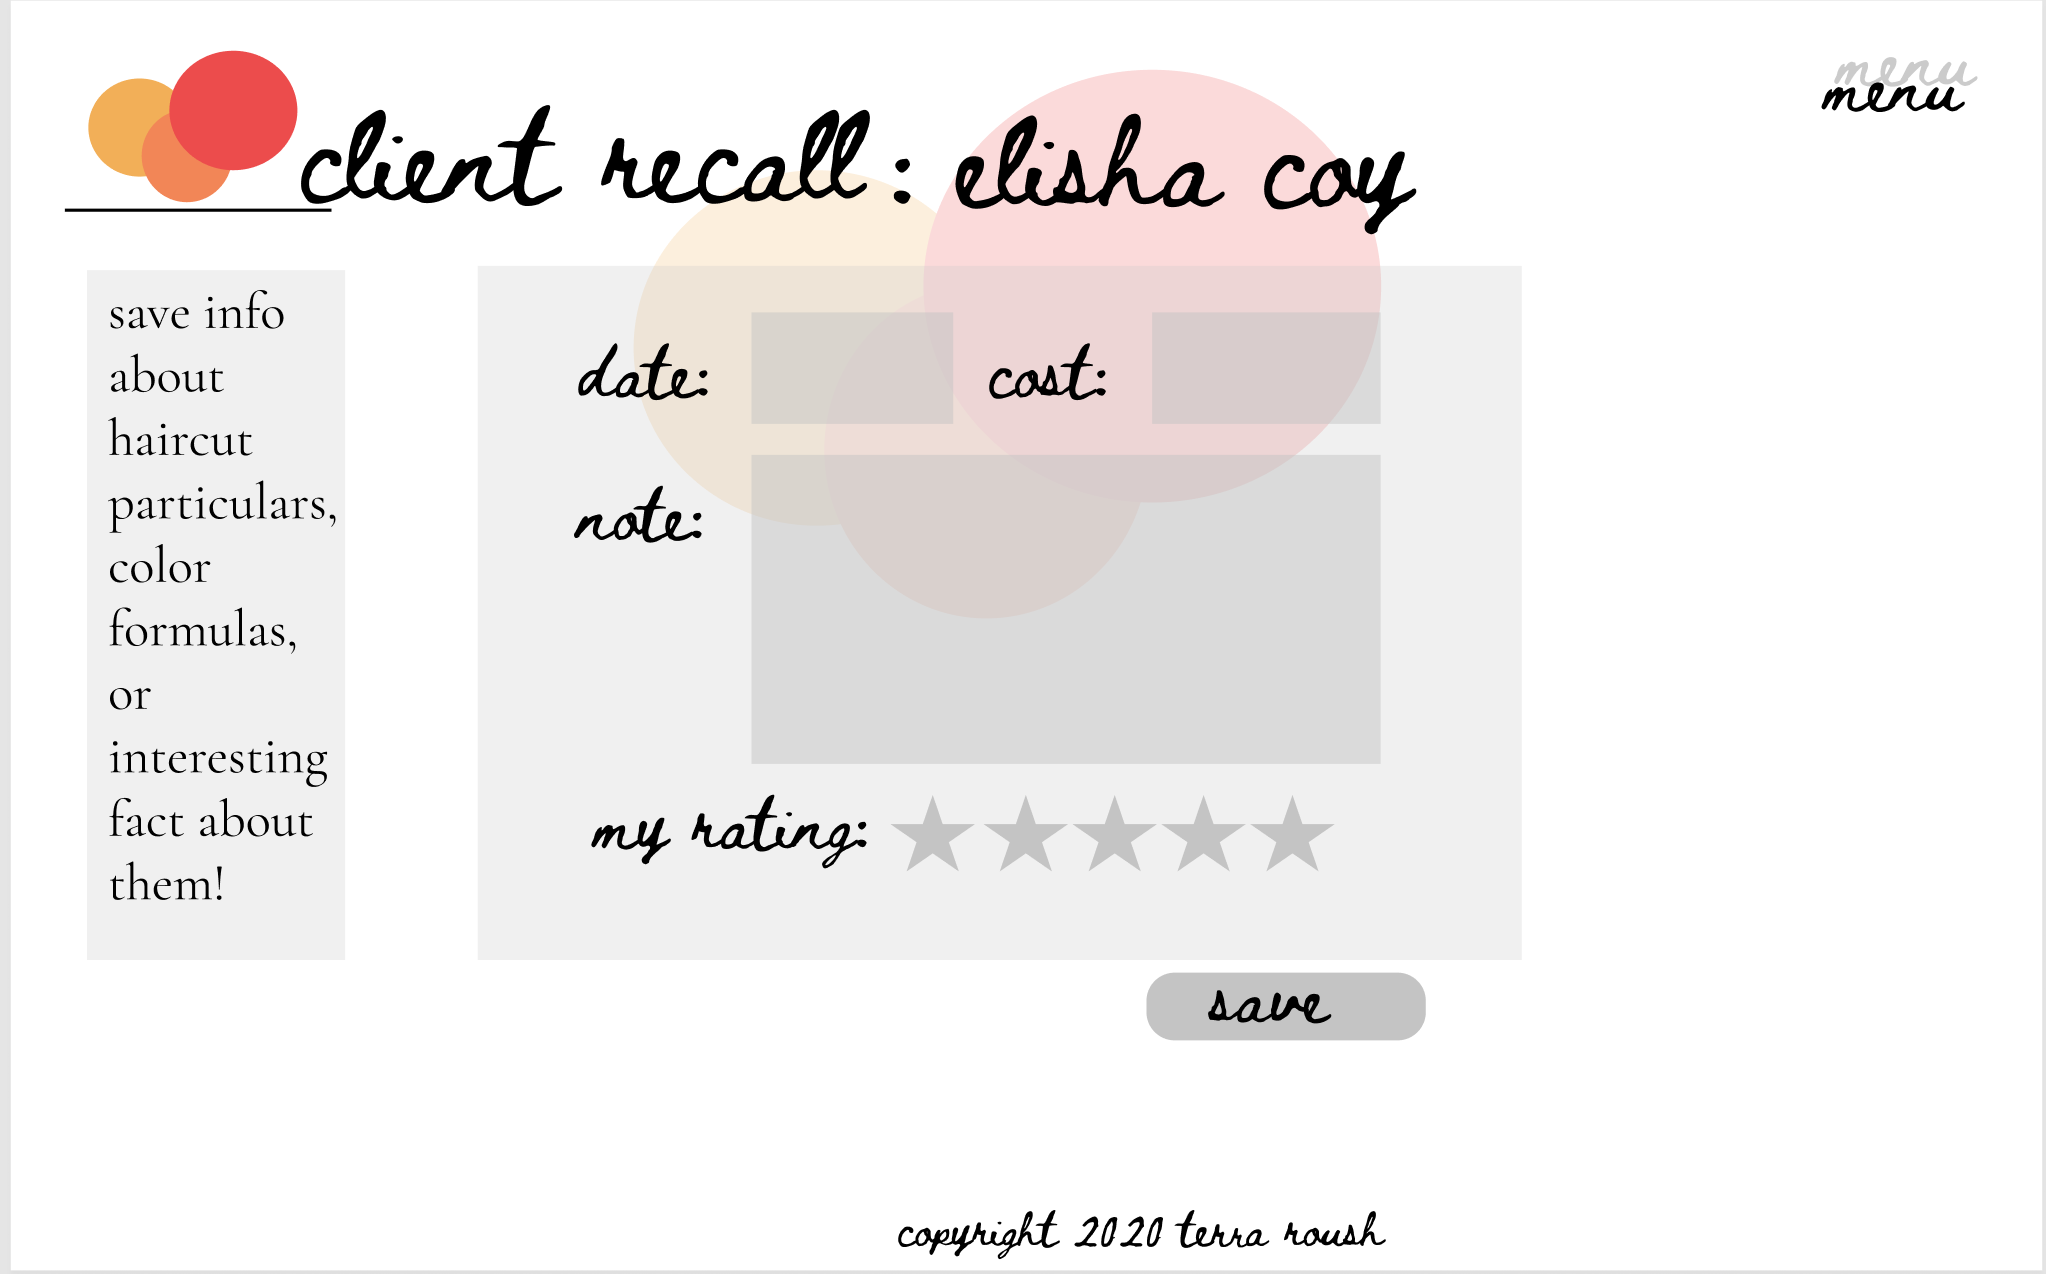 menu
menu
client recall: elisha coy
save info
about
haircut
particulars,
color
formulas,
or
interesting
fact about
them!
date:
cost:
note:
my rating:
save
copyright 2020 terra roush